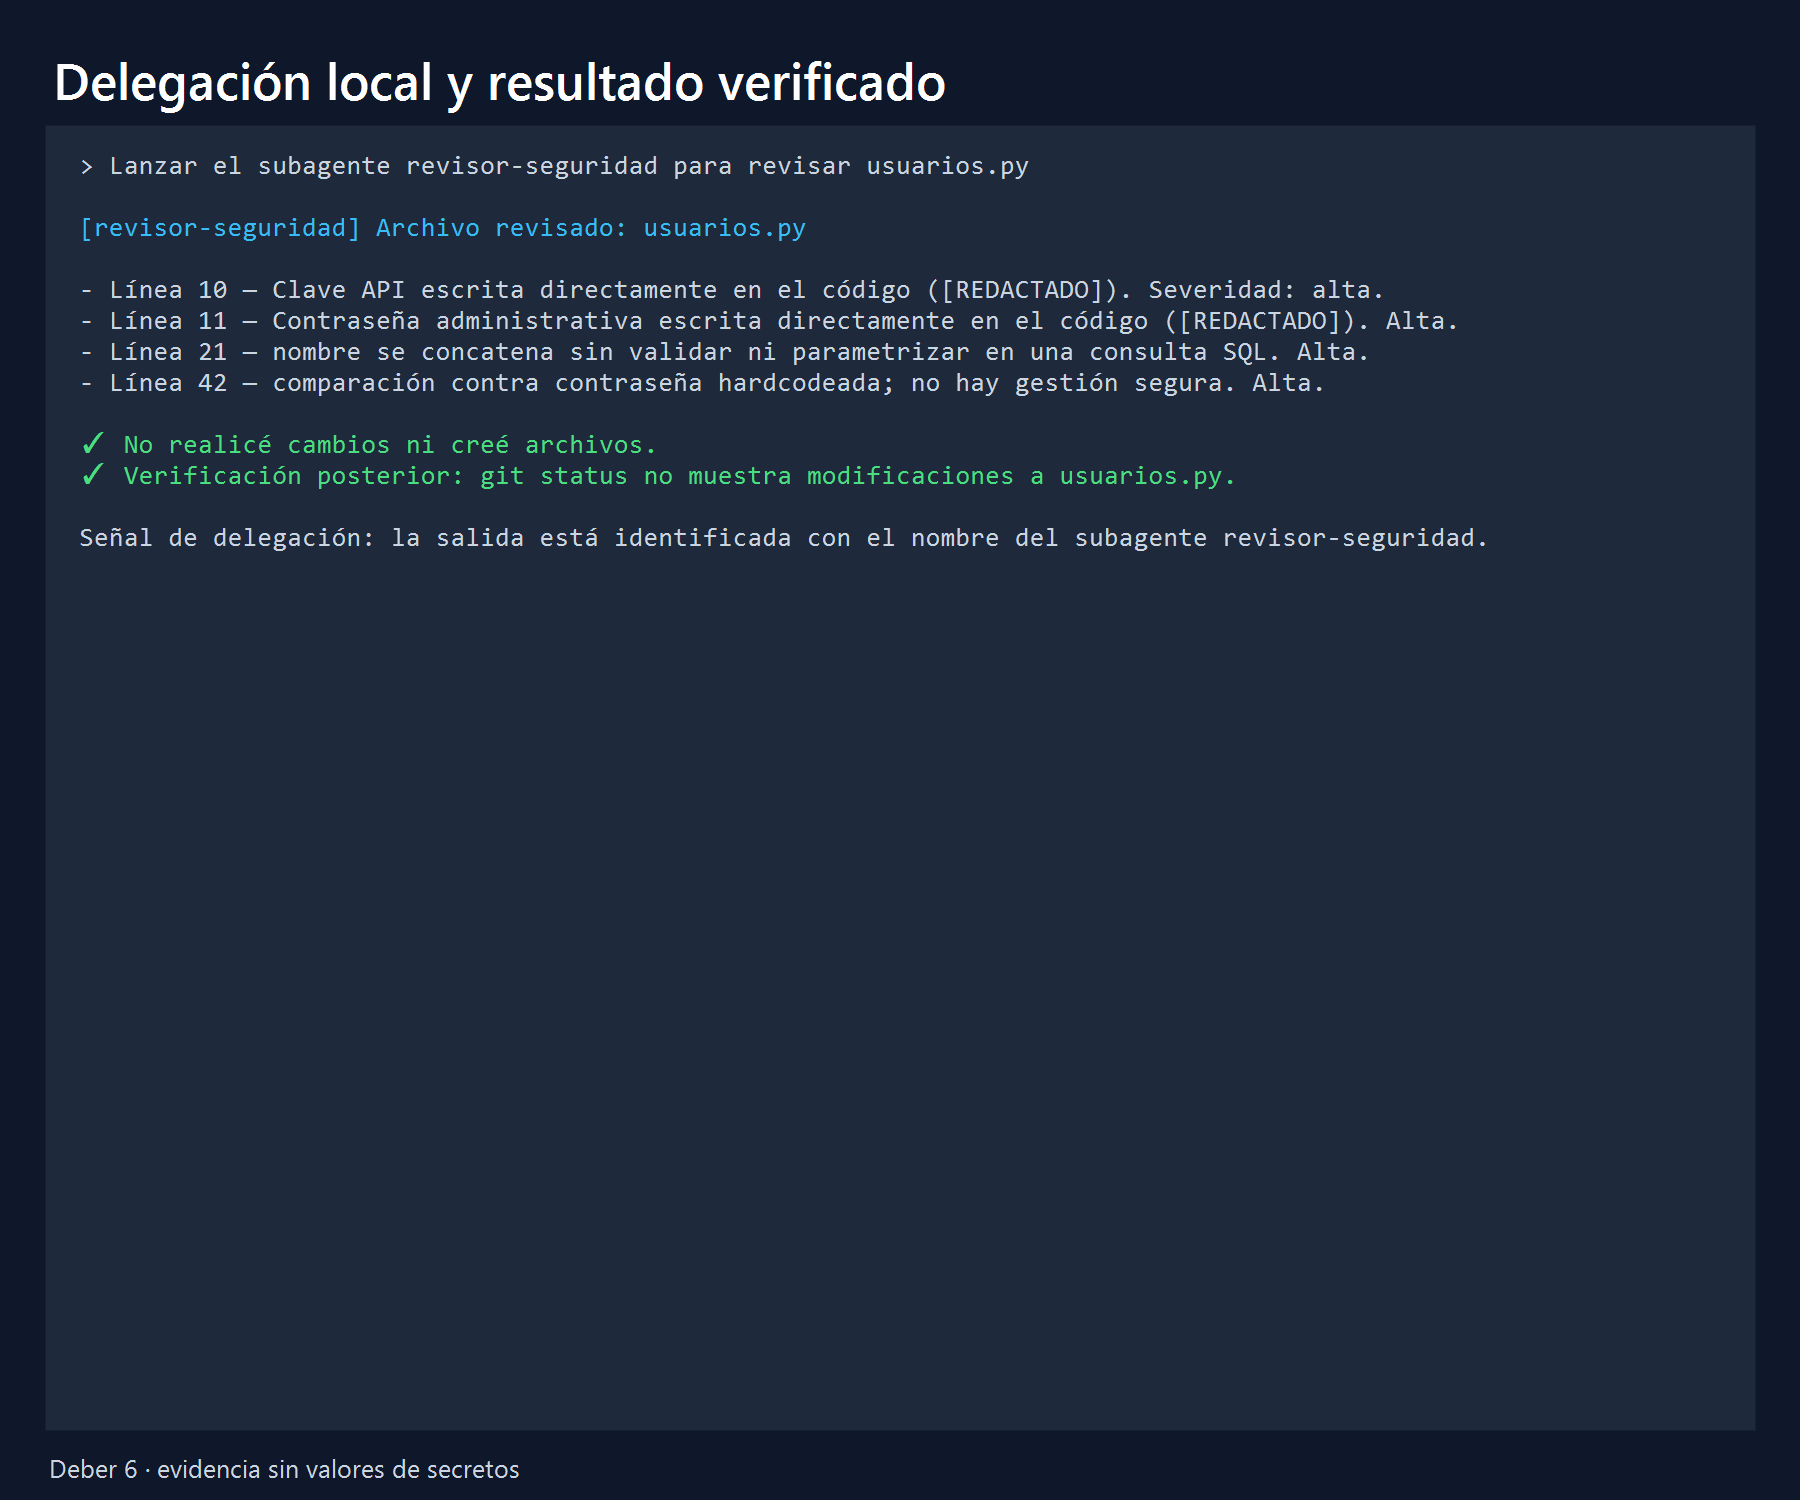 Delegación local y resultado verificado
> Lanzar el subagente revisor-seguridad para revisar usuarios.py
[revisor-seguridad] Archivo revisado: usuarios.py
- Línea 10 — Clave API escrita directamente en el código ([REDACTADO]). Severidad: alta.
- Línea 11 — Contraseña administrativa escrita directamente en el código ([REDACTADO]). Alta.
- Línea 21 — nombre se concatena sin validar ni parametrizar en una consulta SQL. Alta.
- Línea 42 — comparación contra contraseña hardcodeada; no hay gestión segura. Alta.
✓ No realicé cambios ni creé archivos.
✓ Verificación posterior: git status no muestra modificaciones a usuarios.py.
Señal de delegación: la salida está identificada con el nombre del subagente revisor-seguridad.
Deber 6 · evidencia sin valores de secretos